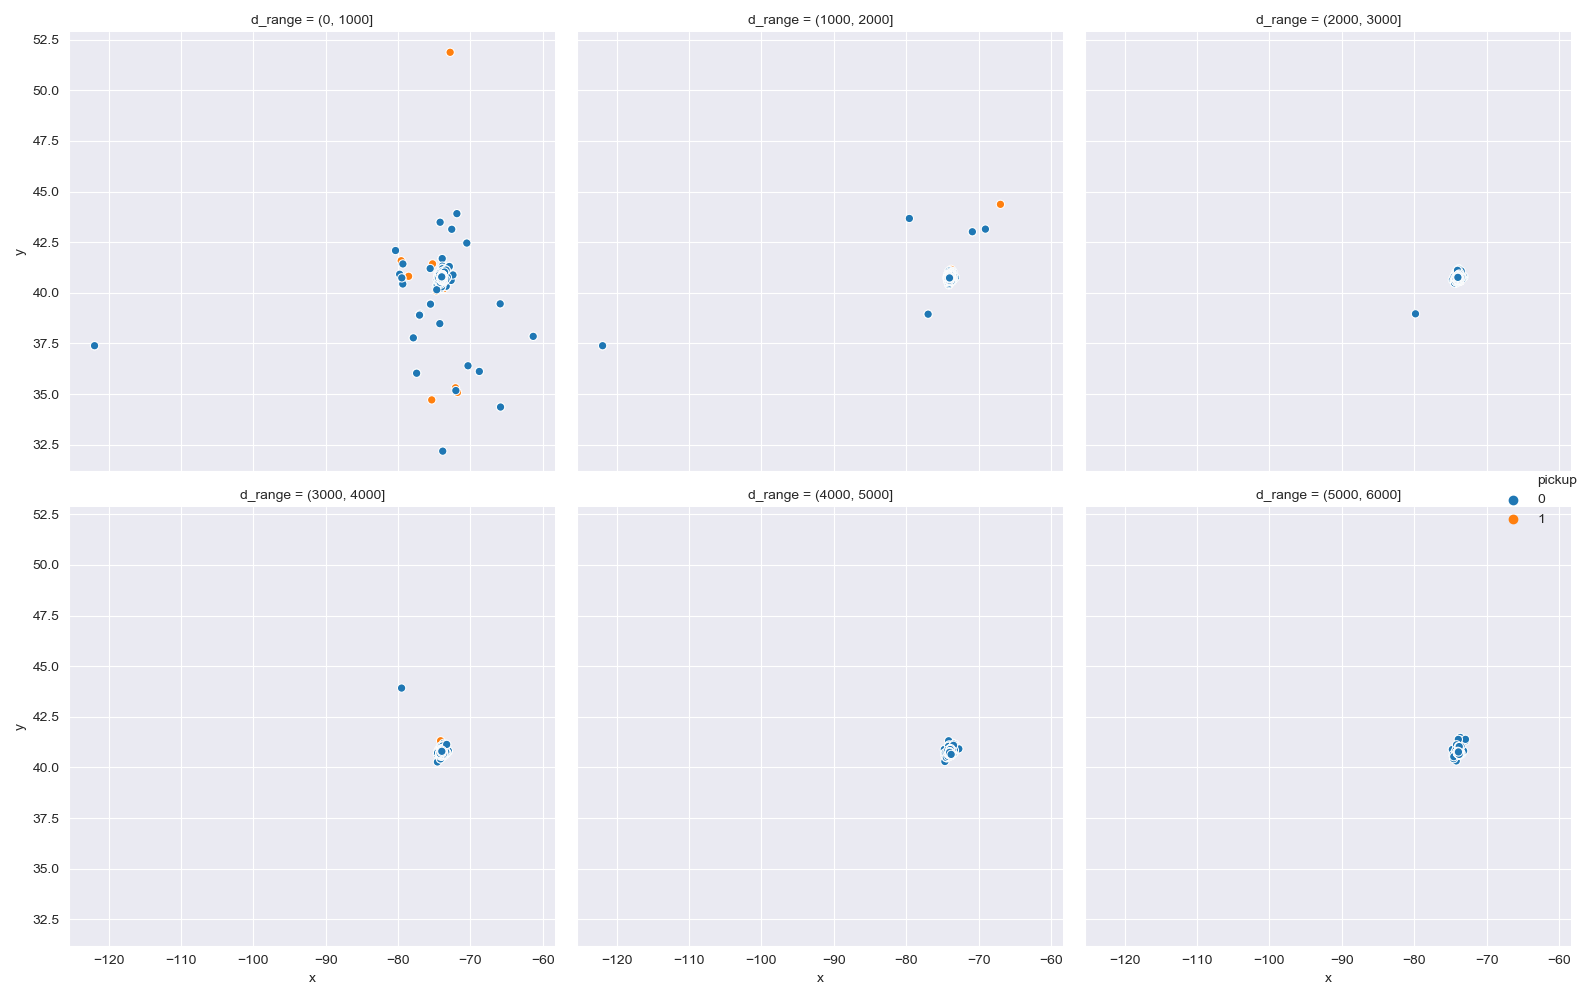 d_range = (0, 1000]
d_range = (1000, 2000]
d_range = (2000, 3000]
52.5
50.0
47.5
45.0
42.5
40.0
37.5
35.0
32.5
y
d_range = (3000, 4000]
d_range = (4000, 5000]
d_range = (5000, 6000]
pickup
0
1
52.5
50.0
47.5
45.0
42.5
40.0
37.5
35.0
32.5
y
−120 −110 −100 −90 −80 −70 −60
−120 −110 −100 −90 −80 −70 −60
−120 −110 −100 −90 −80 −70 −60
x
x
x